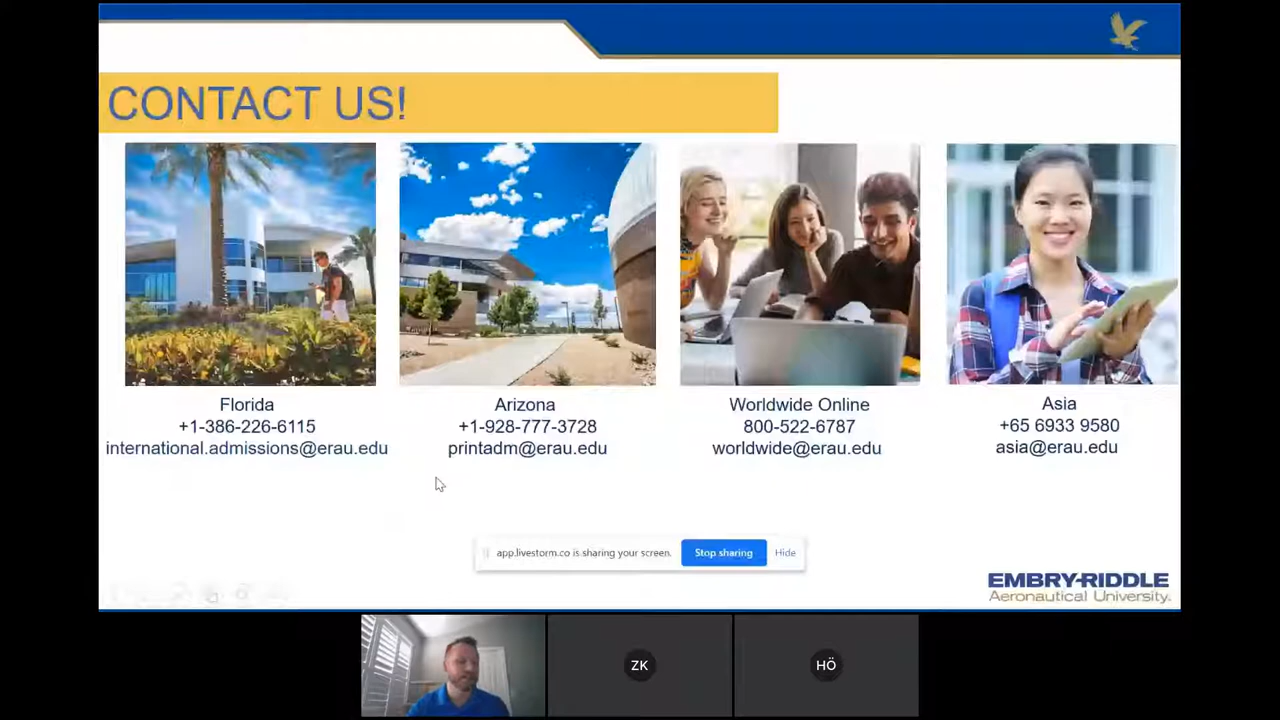 CONTACT US!
Florida
+1-386-226-6115
international.admissions@erau.edu
Arizona
+1-928-777-3728
printadm@erau.edu
Worldwide Online
800-522-6787
worldwide@erau.edu
Asia
+65 6933 9580
asia@erau.edu
app.livestorm.co is sharing your screen.
Stop sharing
Hide
EMBRY-RIDDLE
Aeronautical University.
ZK
HÖ